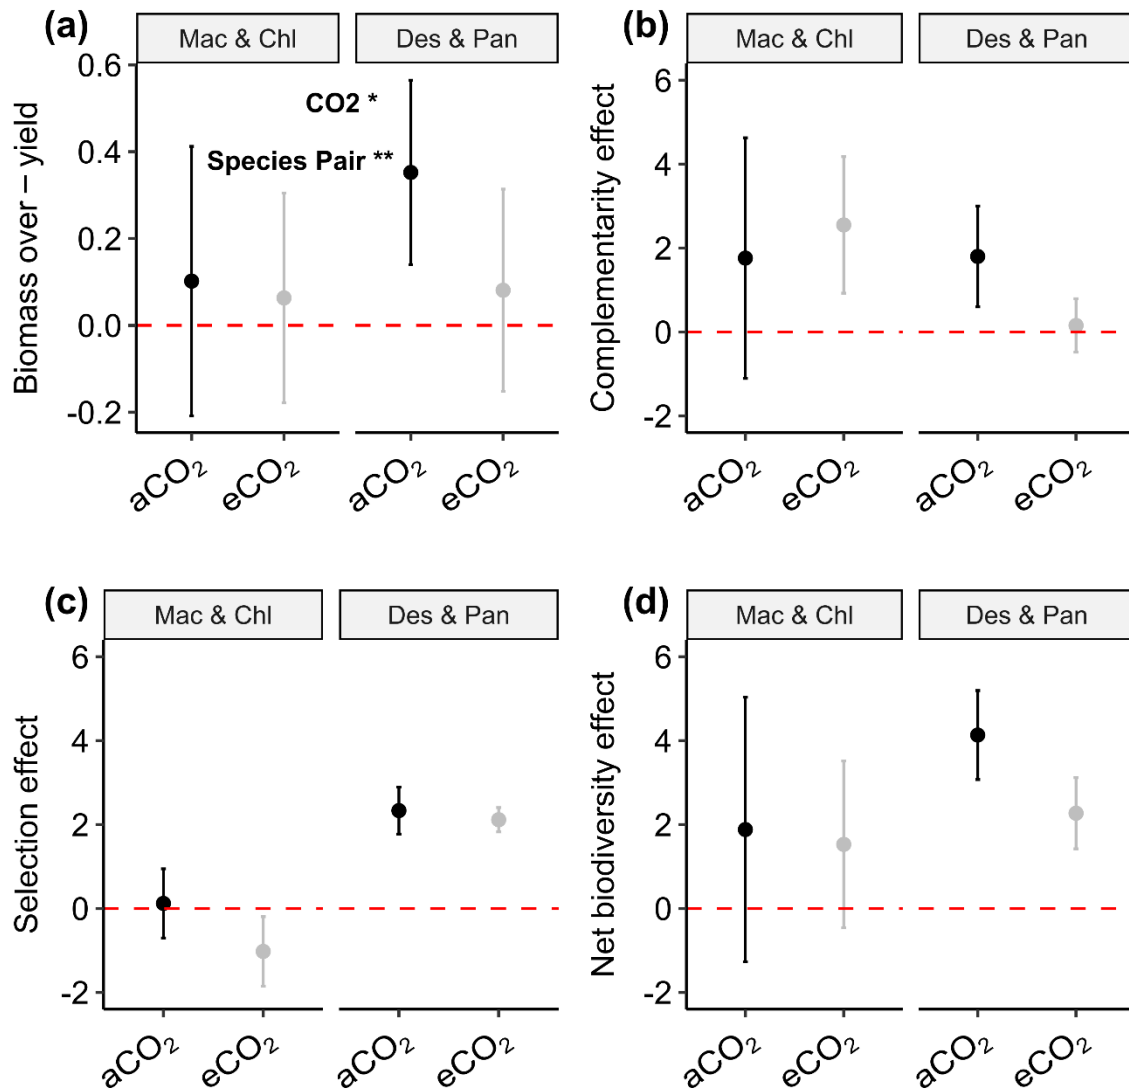 (a)
Mac & Chl
Des & Pan
Biomass over – yield
0.6
0.4
0.2
0.0
-0.2
CO2 *
Species Pair **
aCO₂
eCO₂
aCO₂
eCO₂
(b)
Mac & Chl
Des & Pan
Complementarity effect
6
4
2
0
-2
aCO₂
eCO₂
aCO₂
eCO₂
(c)
Mac & Chl
Des & Pan
Selection effect
6
4
2
0
-2
aCO₂
eCO₂
aCO₂
eCO₂
(d)
Mac & Chl
Des & Pan
Net biodiversity effect
6
4
2
0
-2
aCO₂
eCO₂
aCO₂
eCO₂